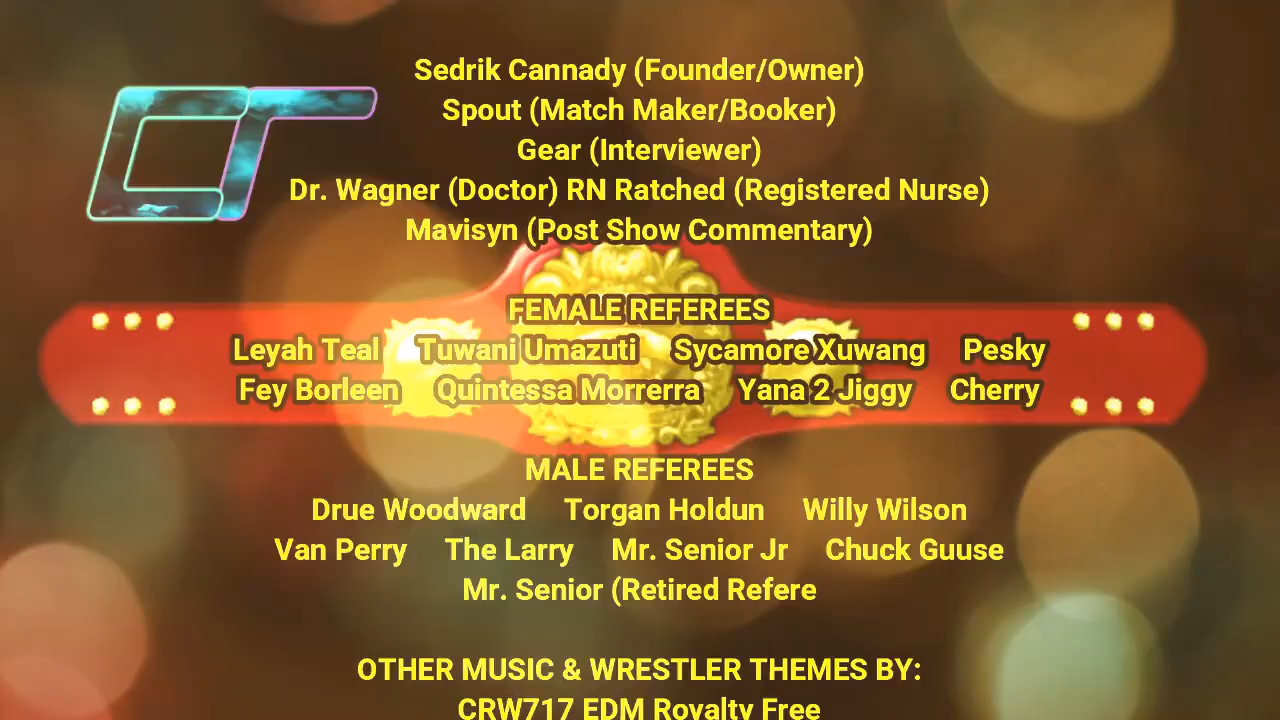 Sedrik Cannady (Founder/Owner)
Spout (Match Maker/Booker)
Gear (Interviewer)
Dr. Wagner (Doctor) RN Ratched (Registered Nurse)
Mavisyn (Post Show Commentary)
FEMALE REFEREES
Leyah Teal Tuwani Umazuti Sycamore Xuwang Pesky
Fey Borleen Quintessa Morrerra Yana 2 Jiggy Cherry
MALE REFEREES
Drue Woodward Torgan Holdun Willy Wilson
Van Perry The Larry Mr. Senior Jr Chuck Guuse
Mr. Senior (Retired Refere
OTHER MUSIC & WRESTLER THEMES BY:
CRW717 EDM Royalty Free